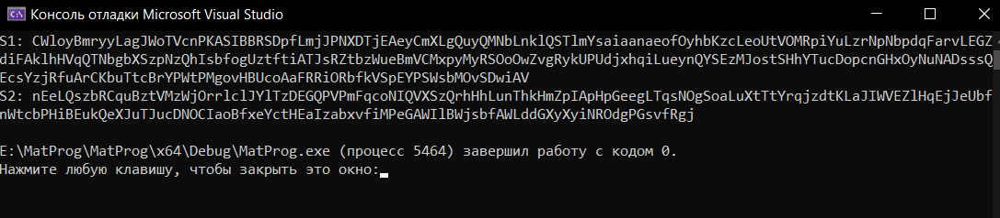 Консоль отладки Microsoft Visual Studio
S1: CWloyBmryyLagJWoTVcnPKASIBBRSDpfLmjJPNXDTjEAeyCmXLgQuyQMNbLnklQSTlmYsaiaanaeofOyhbKzcLeoUtVOMRpiYuLzrNpNbpdqFarvLEGZ
diFAklhHVqQTNbgbXSzpNzQhIsbfogUztftiATJsRZtbzWueBmVCMxpyMyRSOoOwZvgRykUPUdjxhqiLueynQYSEzMJostSHhYTucDopcnGHxOyNuNADsssQ
EcsYzjRfuArCKbuTtcBrYPWtPMgovHBUcoAaFRRiORbfkVSpEYPSWsbMOvSDwiAV
S2: nEeLQszbRCquBztVMzWjOrrlclJYlTzDEGQPVPmFqcoNIQVXSzQrhHhLunThkHmZpIApHpGeegLTqsNOgSoaLuXtTtYrqjzdtKLaJIWVEZlHqEjJeUbf
nWtcbPHiBEukQeXJuTJucDNOCIaoBfxeYctHEaIzabxvfiMPeGAWIlBWjsbfAWLddGXyXyiNROdgPGsvfRgj
E:\MatProg\MatProg\x64\Debug\MatProg.exe (процесс 5464) завершил работу с кодом 0.
Нажмите любую клавишу, чтобы закрыть это окно: